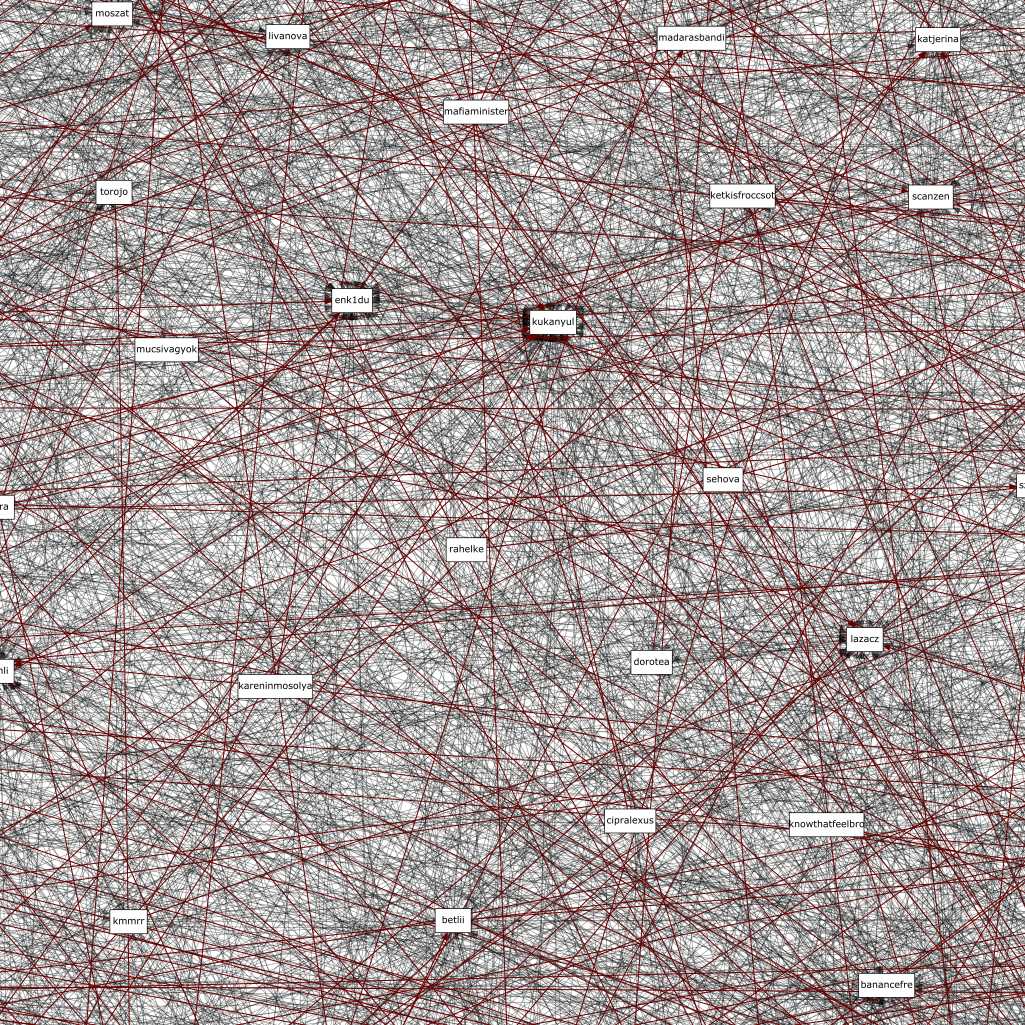 moszat
livanova
madarasbandi
katjerina
mafiaminister
torojo
ketkisfroccsot
scanzen
enk1du
kukanyul
mucsivagyok
sehova
ra
rahelke
lazacz
dorotea
kareninmosolya
cipralexus
knowthatfeelbro
kmmrr
betlii
banancefre